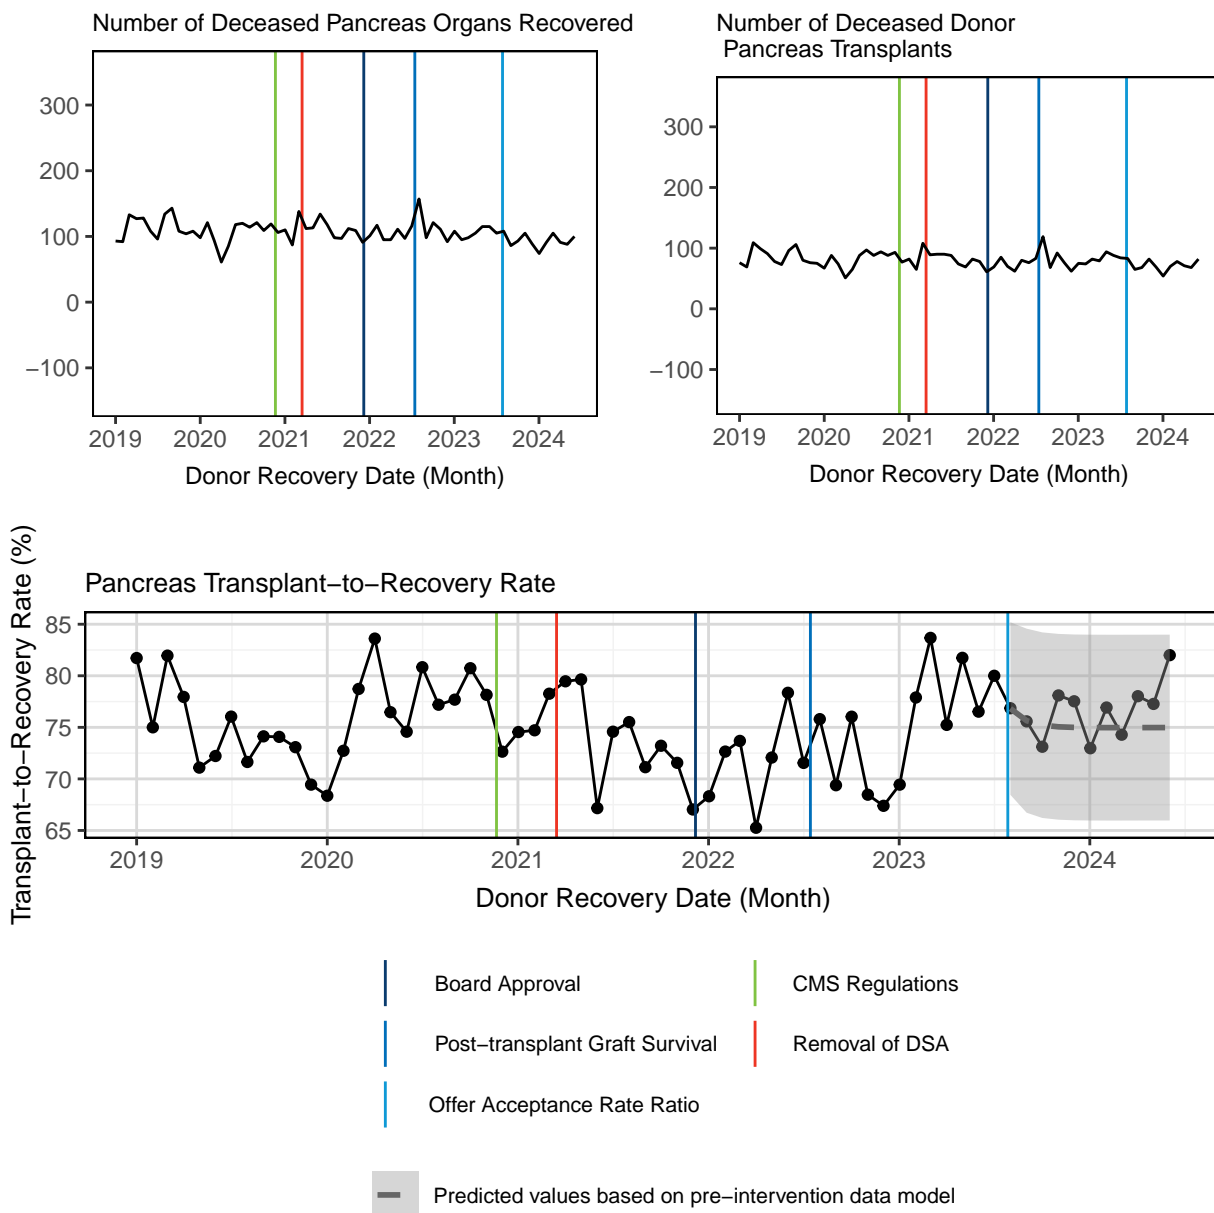 Number of Deceased Pancreas Organs Recovered
300
200
100
0
−100
2019 2020 2021 2022 2023 2024
Donor Recovery Date (Month)
Number of Deceased Donor
Pancreas Transplants
300
200
100
0
−100
2019 2020 2021 2022 2023 2024
Donor Recovery Date (Month)
Transplant−to−Recovery Rate (%)
Pancreas Transplant−to−Recovery Rate
85
80
75
70
65
2019 2020 2021 2022 2023 2024
Donor Recovery Date (Month)
Board Approval
CMS Regulations
Post−transplant Graft Survival
Removal of DSA
Offer Acceptance Rate Ratio
Predicted values based on pre−intervention data model